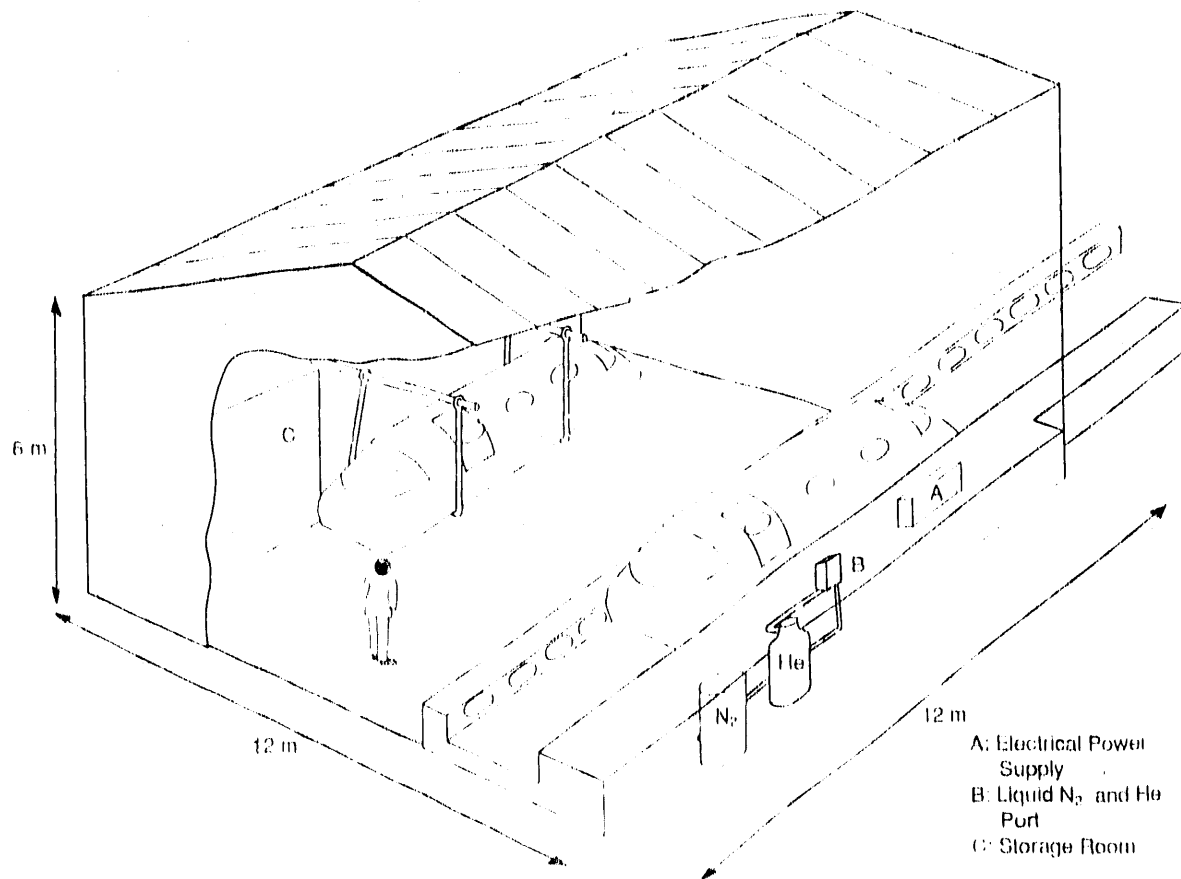 C
6 m
A
B
He
N₂
12 m
12 m
A: Electrical Power
Supply
B: Liquid N₂ and He
Port
C: Storage Room